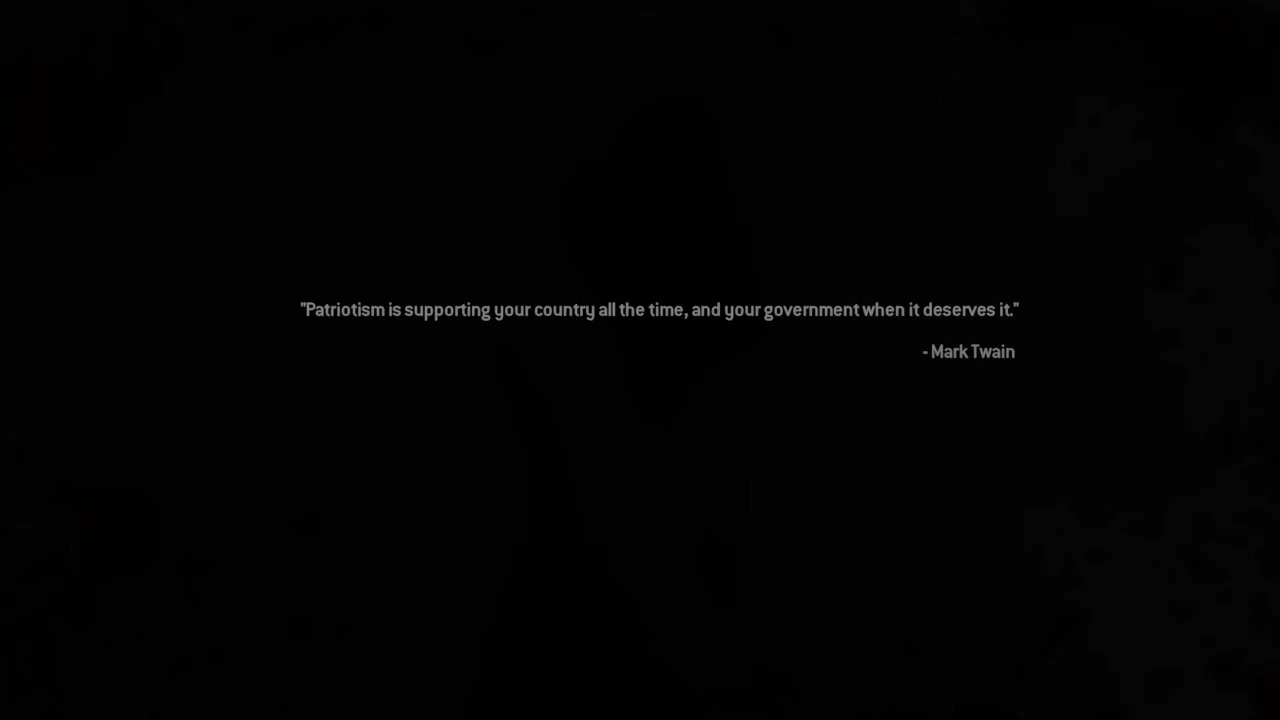 "Patriotism is supporting your country all the time, and your government when it deserves it."
- Mark Twain